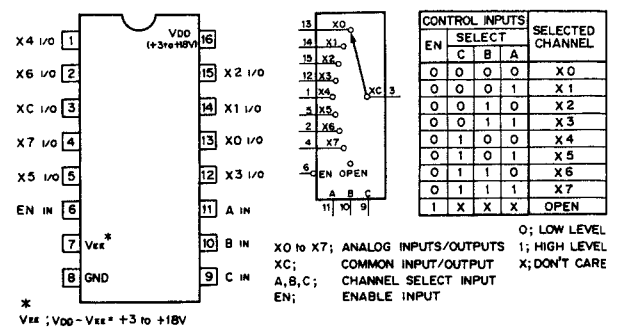 VDD
(+3to+18V)
X4 I/O 1
16
X6 I/O 2
15 X2 I/O
XC I/O 3
14 X1 I/O
X7 I/O 4
13 X0 I/O
X5 I/O 5
12 X3 I/O
EN IN 6
11 A IN
7 VEE*
10 B IN
8 GND
9 C IN
*
VEE ; VDD – VEE = +3 to +18V
13 X0
14 X1
15 X2
12 X3
1 X4
XC 3
5 X5
2 X6
4 X7
6 EN OPEN
A B C
11 10 9
CONTROL INPUTS SELECTED CHANNEL
EN SELECT
C B A
0 0 0 0 X0
0 0 0 1 X1
0 0 1 0 X2
0 0 1 1 X3
0 1 0 0 X4
0 1 0 1 X5
0 1 1 0 X6
0 1 1 1 X7
1 X X X OPEN
0; LOW LEVEL
X0 to X7; ANALOG INPUTS/OUTPUTS 1; HIGH LEVEL
XC; COMMON INPUT/OUTPUT X; DON'T CARE
A,B,C; CHANNEL SELECT INPUT
EN; ENABLE INPUT